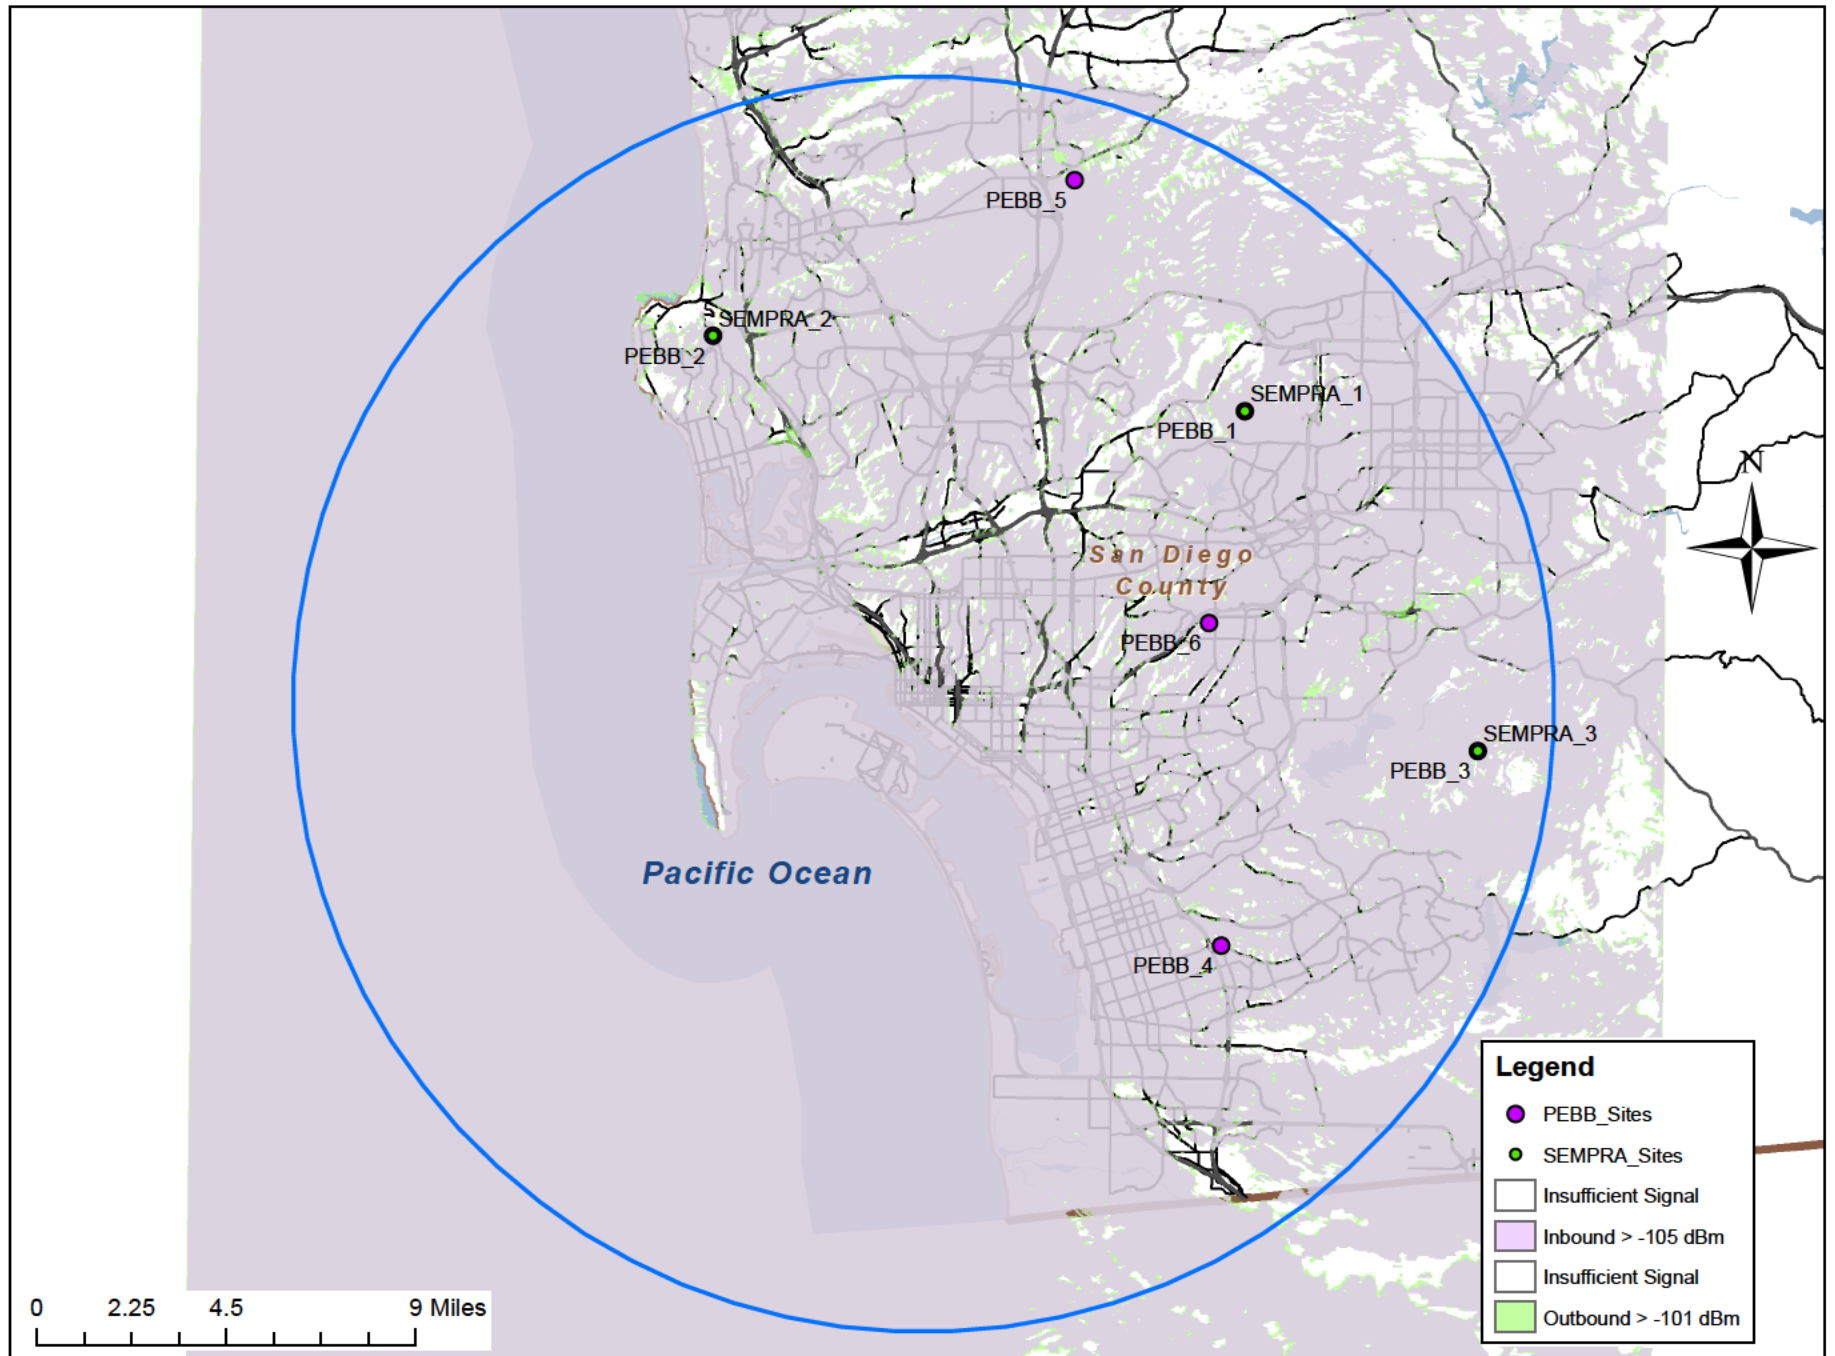 PEBB_5
SEMPRA_2
PEBB_2
SEMPRA_1
PEBB_1
N
San Diego
County
PEBB_6
SEMPRA_3
PEBB_3
Pacific Ocean
PEBB_4
Legend
PEBB_Sites
SEMPRA_Sites
Insufficient Signal
Inbound > -105 dBm
Insufficient Signal
Outbound > -101 dBm
0 2.25 4.5 9 Miles